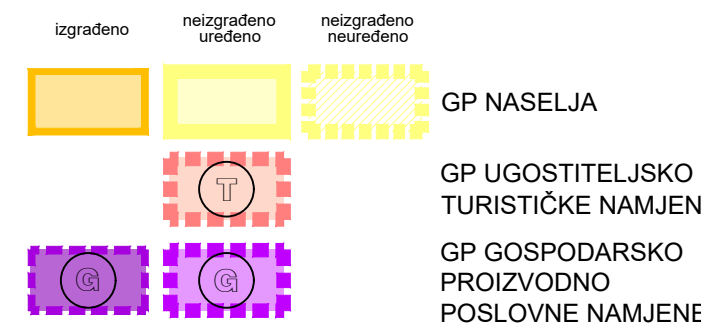 izgrađeno
neizgrađeno
uređeno
neizgrađeno
neuređeno
GP NASELJA
T
GP UGOSTITELJSKO
TURISTIČKE NAMJEN
G
G
GP GOSPODARSKO
PROIZVODNO
POSLOVNE NAMJENE